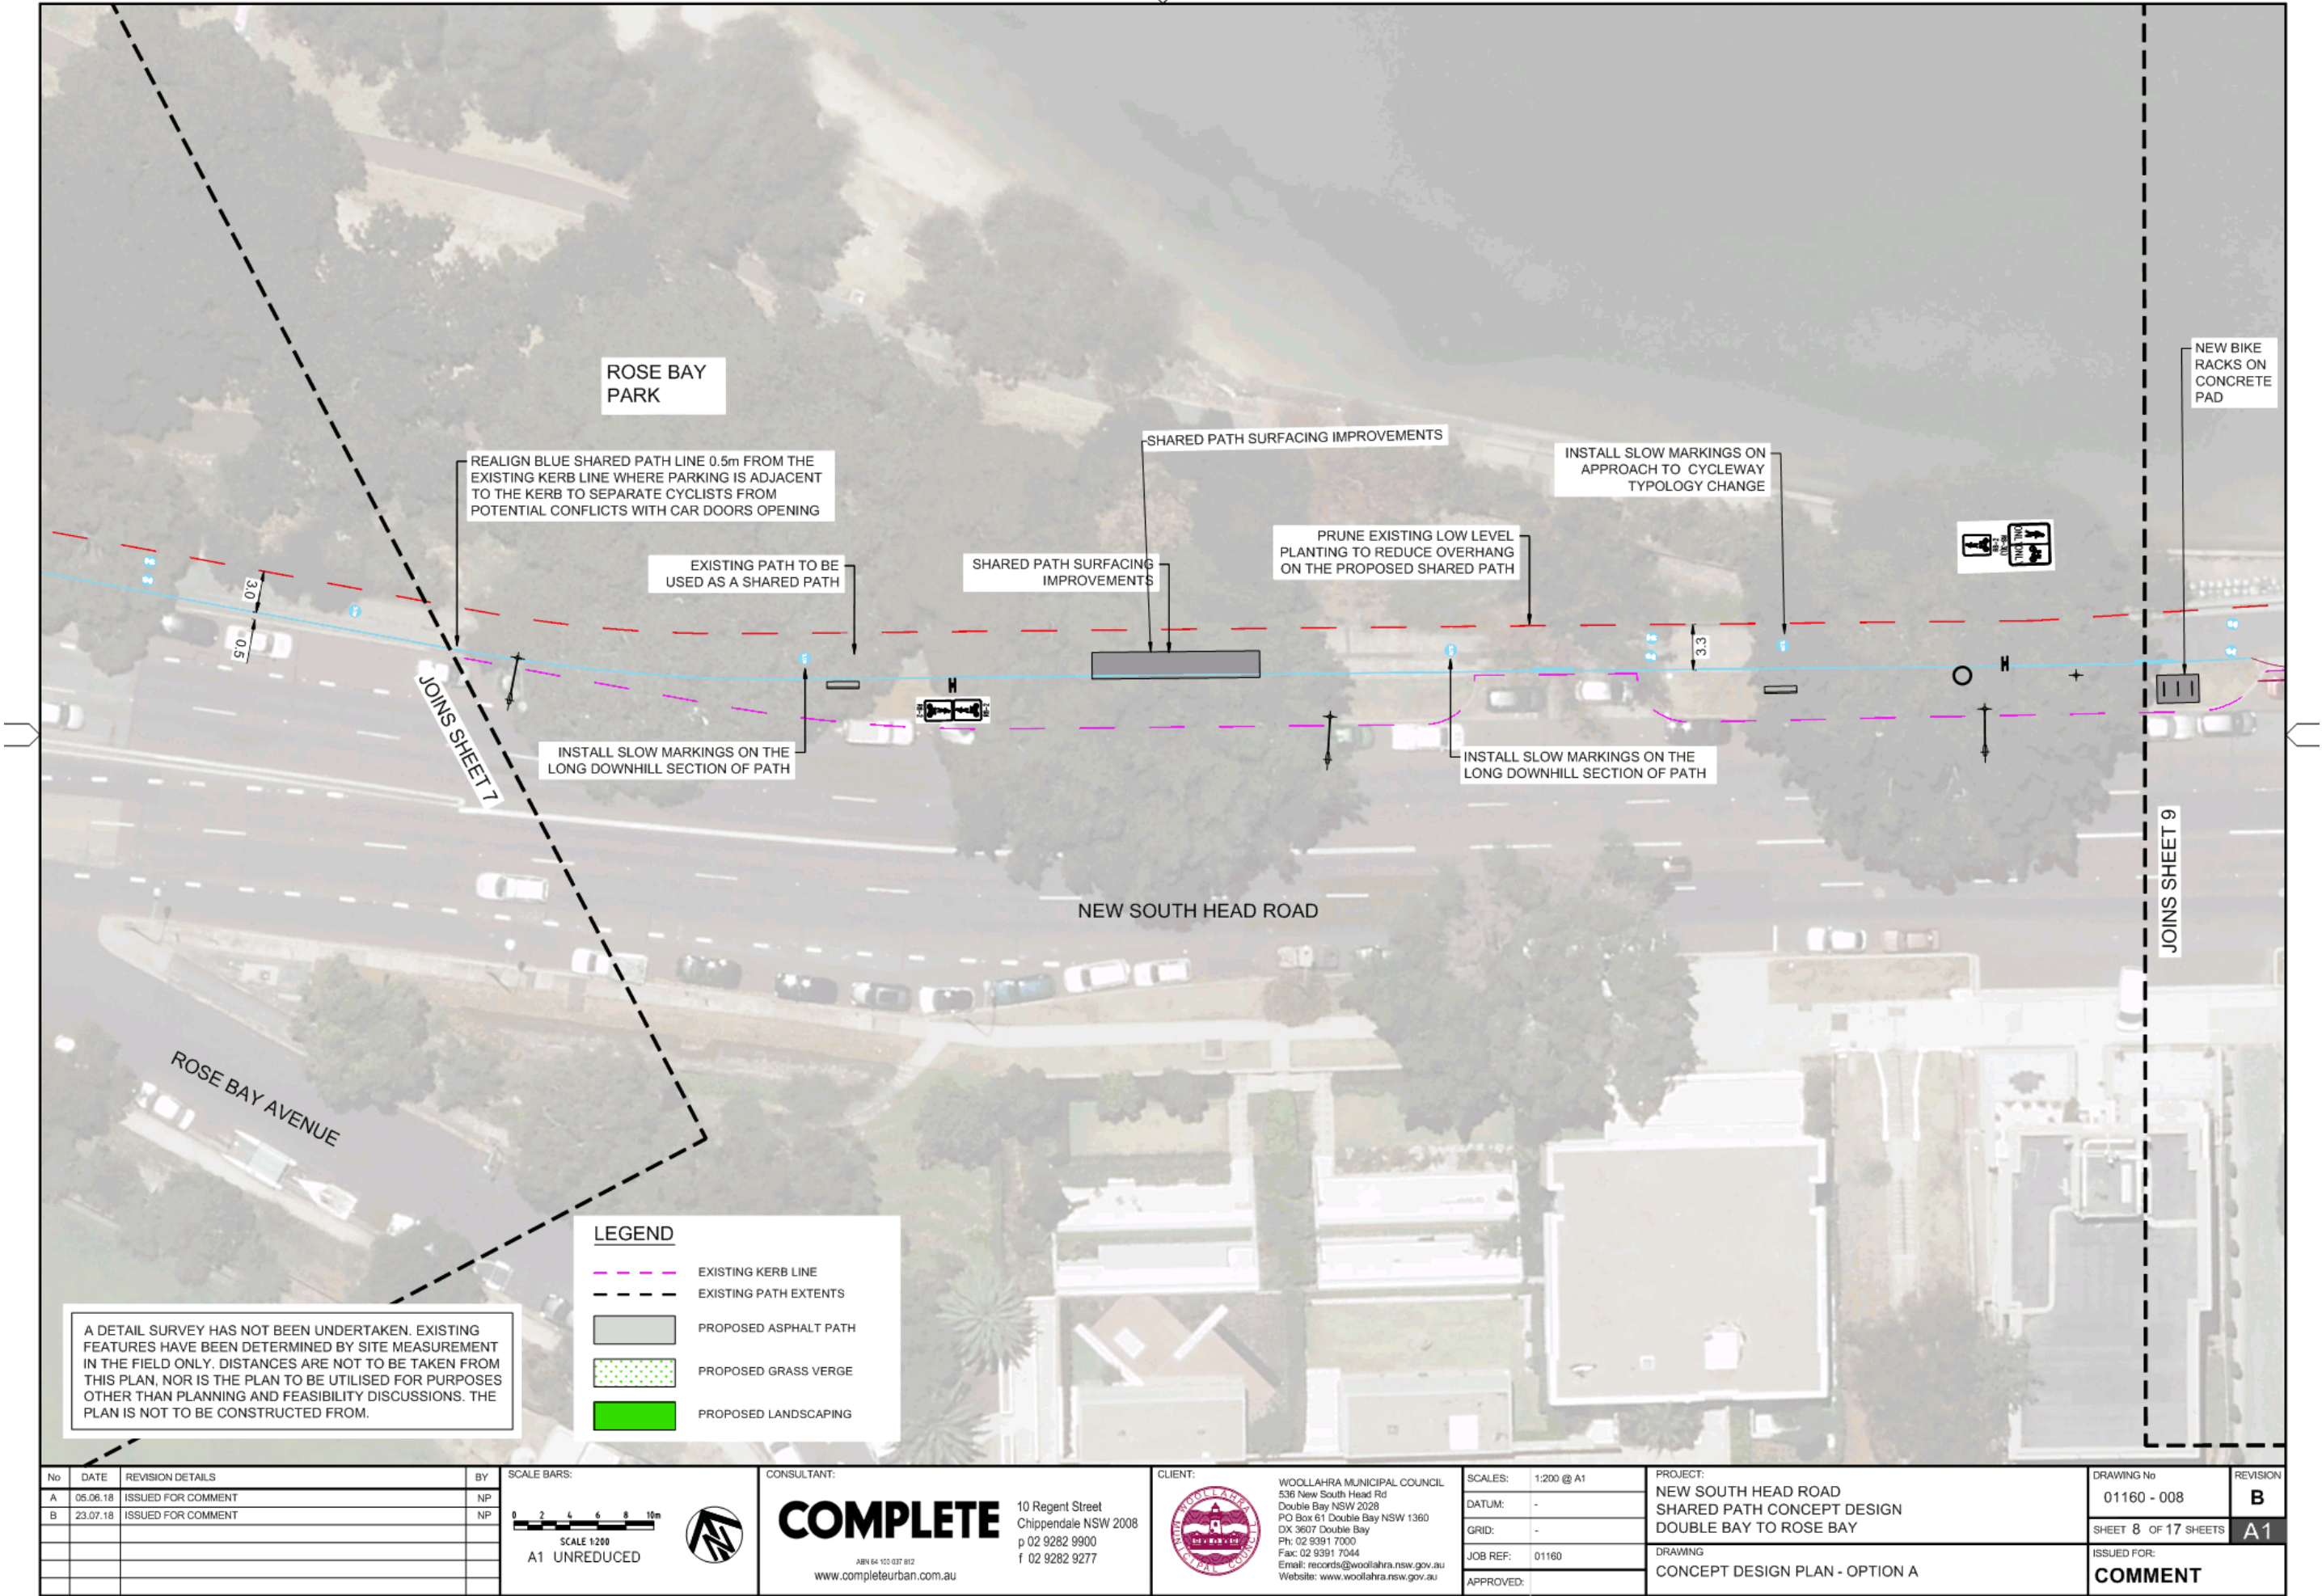 ROSE BAY
PARK
NEW BIKE
RACKS ON
CONCRETE
PAD
REALIGN BLUE SHARED PATH LINE 0.5m FROM THE
EXISTING KERB LINE WHERE PARKING IS ADJACENT
TO THE KERB TO SEPARATE CYCLISTS FROM
POTENTIAL CONFLICTS WITH CAR DOORS OPENING
SHARED PATH SURFACING IMPROVEMENTS
INSTALL SLOW MARKINGS ON
APPROACH TO CYCLEWAY
TYPOLOGY CHANGE
EXISTING PATH TO BE
USED AS A SHARED PATH
SHARED PATH SURFACING
IMPROVEMENTS
PRUNE EXISTING LOW LEVEL
PLANTING TO REDUCE OVERHANG
ON THE PROPOSED SHARED PATH
3.0
0.5
3.3
R8-2
R8-2
R8-2
JOINS SHEET 7
INSTALL SLOW MARKINGS ON THE
LONG DOWNHILL SECTION OF PATH
INSTALL SLOW MARKINGS ON THE
LONG DOWNHILL SECTION OF PATH
JOINS SHEET 9
NEW SOUTH HEAD ROAD
ROSE BAY AVENUE
LEGEND
EXISTING KERB LINE
EXISTING PATH EXTENTS
PROPOSED ASPHALT PATH
PROPOSED GRASS VERGE
PROPOSED LANDSCAPING
A DETAIL SURVEY HAS NOT BEEN UNDERTAKEN. EXISTING
FEATURES HAVE BEEN DETERMINED BY SITE MEASUREMENT
IN THE FIELD ONLY. DISTANCES ARE NOT TO BE TAKEN FROM
THIS PLAN, NOR IS THE PLAN TO BE UTILISED FOR PURPOSES
OTHER THAN PLANNING AND FEASIBILITY DISCUSSIONS. THE
PLAN IS NOT TO BE CONSTRUCTED FROM.
No DATE REVISION DETAILS BY
A 05.06.18 ISSUED FOR COMMENT NP
B 23.07.18 ISSUED FOR COMMENT NP
SCALE BARS:
0 2 4 6 8 10m
SCALE 1:200
A1 UNREDUCED
N
CONSULTANT:
COMPLETE
ABN 64 100 037 812
www.completeurban.com.au
10 Regent Street
Chippendale NSW 2008
p 02 9282 9900
f 02 9282 9277
CLIENT:
WOOLLAHRA
MUNICIPAL COUNCIL
WOOLLAHRA MUNICIPAL COUNCIL
536 New South Head Rd
Double Bay NSW 2028
PO Box 61 Double Bay NSW 1360
DX 3607 Double Bay
Ph: 02 9391 7000
Fax: 02 9391 7044
Email: records@woollahra.nsw.gov.au
Website: www.woollahra.nsw.gov.au
SCALES: 1:200 @ A1
DATUM: -
GRID: -
JOB REF: 01160
APPROVED:
PROJECT:
NEW SOUTH HEAD ROAD
SHARED PATH CONCEPT DESIGN
DOUBLE BAY TO ROSE BAY
DRAWING
CONCEPT DESIGN PLAN - OPTION A
DRAWING No
01160 - 008
REVISION
B
SHEET 8 OF 17 SHEETS
A1
ISSUED FOR:
COMMENT